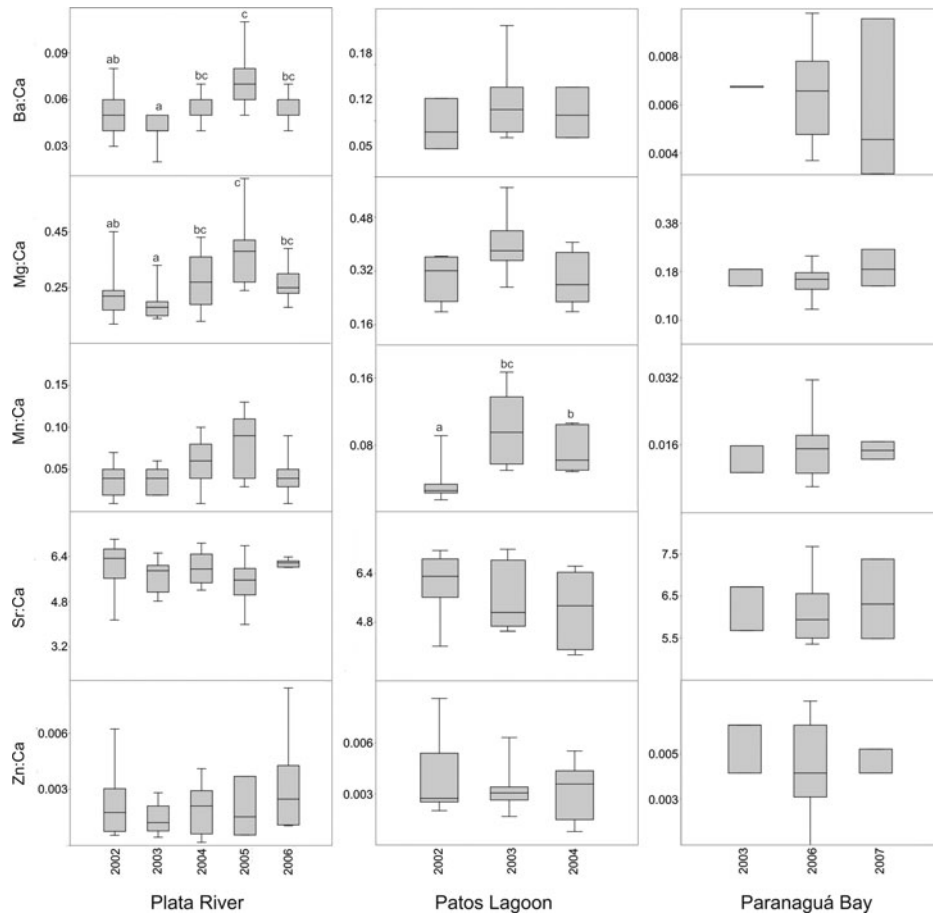 Ba:Ca
0.09
0.06
0.03
ab
a
bc
c
bc
0.18
0.12
0.05
0.008
0.006
0.004
Mg:Ca
0.45
0.25
ab
a
bc
c
bc
0.48
0.32
0.16
0.38
0.18
0.10
Mn:Ca
0.15
0.10
0.05
0.16
0.08
a
bc
b
0.032
0.016
Sr:Ca
6.4
4.8
3.2
6.4
4.8
7.5
6.5
5.5
Zn:Ca
0.006
0.003
0.006
0.003
0.005
0.003
2002
2003
2004
2005
2006
2002
2003
2004
2003
2006
2007
Plata River
Patos Lagoon
Paranaguá Bay